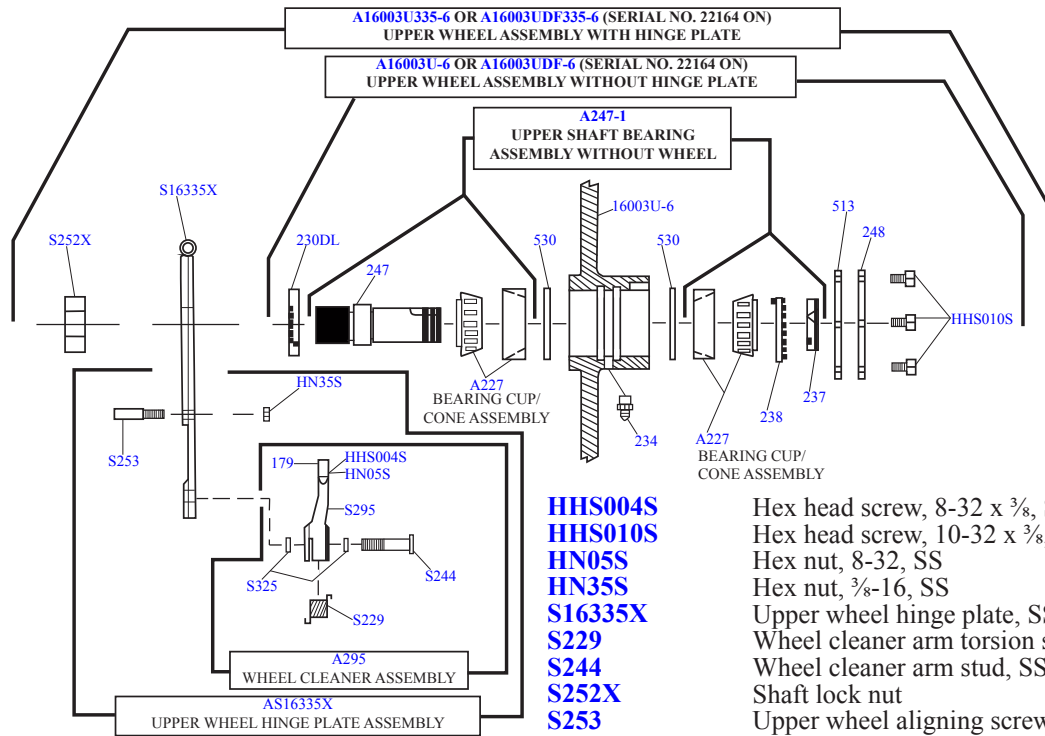 A16003U335-6 OR A16003UDF335-6 (SERIAL NO. 22164 ON)
UPPER WHEEL ASSEMBLY WITH HINGE PLATE
A16003U-6 OR A16003UDF-6 (SERIAL NO. 22164 ON)
UPPER WHEEL ASSEMBLY WITHOUT HINGE PLATE
A247-1
UPPER SHAFT BEARING
ASSEMBLY WITHOUT WHEEL
S16335X
16003U-6
513
248
S252X
230DL
530
530
247
HHS010S
HN35S
A227
BEARING CUP/
CONE ASSEMBLY
237
238
234
A227
BEARING CUP/
CONE ASSEMBLY
S253
179
HHS004S
HN05S
S295
S325
S244
S229
A295
WHEEL CLEANER ASSEMBLY
AS16335X
UPPER WHEEL HINGE PLATE ASSEMBLY
HHS004S Hex head screw, 8-32 x ⅜,
HHS010S Hex head screw, 10-32 x ⅜
HN05S Hex nut, 8-32, SS
HN35S Hex nut, ⅜-16, SS
S16335X Upper wheel hinge plate, SS
S229 Wheel cleaner arm torsion s
S244 Wheel cleaner arm stud, SS
S252X Shaft lock nut
S253 Upper wheel aligning screw